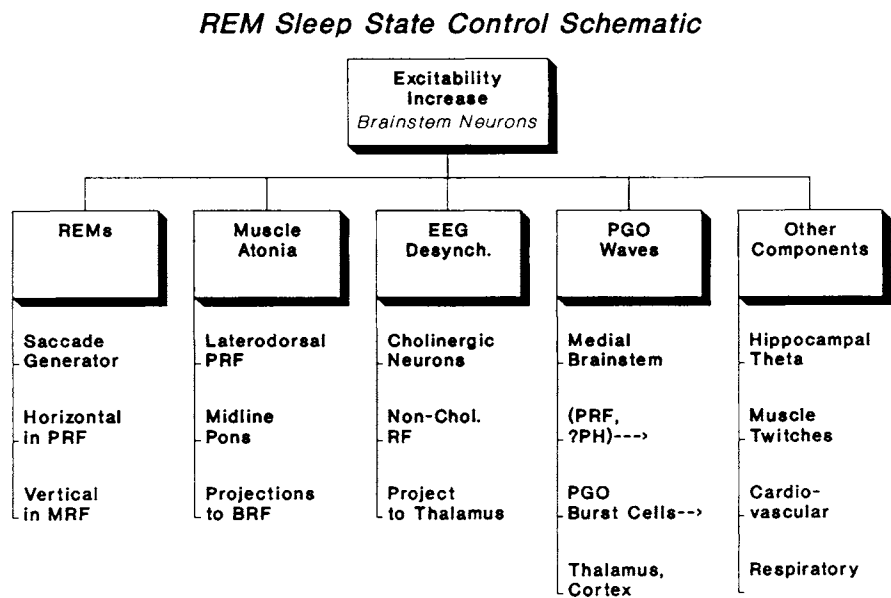 REM Sleep State Control Schematic
Excitability
Increase
Brainstem Neurons
REMs
Muscle
Atonia
EEG
Desynch.
PGO
Waves
Other
Components
Saccade
Generator
Horizontal
in PRF
Vertical
in MRF
Laterodorsal
PRF
Midline
Pons
Projections
to BRF
Cholinergic
Neurons
Non-Chol.
RF
Project
to Thalamus
Medial
Brainstem
(PRF,
?PH)--->
PGO
Burst Cells-->
Thalamus,
Cortex
Hippocampal
Theta
Muscle
Twitches
Cardio-
vascular
Respiratory